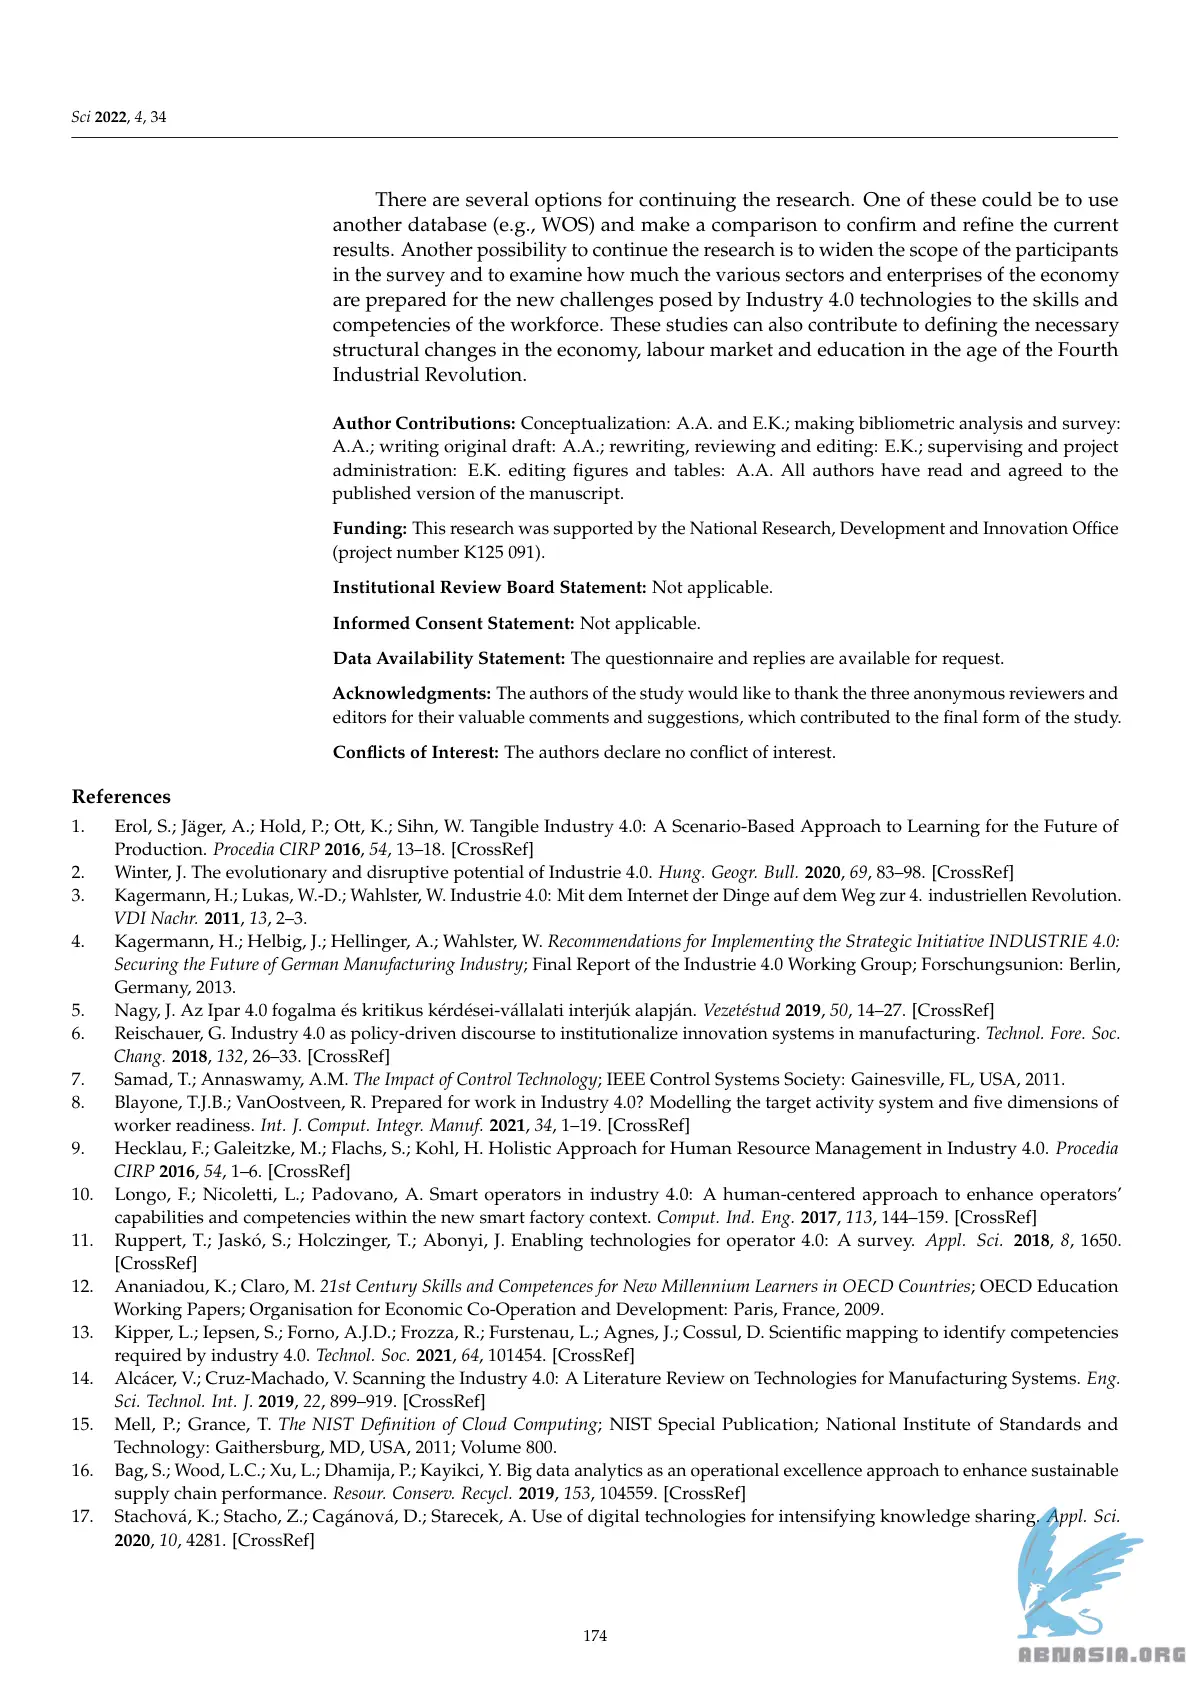 Sci 2022, 4, 34
There are several options for continuing the research. One of these could be to use
another database (e.g., WOS) and make a comparison to confirm and refine the current
results. Another possibility to continue the research is to widen the scope of the participants
in the survey and to examine how much the various sectors and enterprises of the economy
are prepared for the new challenges posed by Industry 4.0 technologies to the skills and
competencies of the workforce. These studies can also contribute to defining the necessary
structural changes in the economy, labour market and education in the age of the Fourth
Industrial Revolution.
Author Contributions: Conceptualization: A.A. and E.K.; making bibliometric analysis and survey:
A.A.; writing original draft: A.A.; rewriting, reviewing and editing: E.K.; supervising and project
administration: E.K. editing figures and tables: A.A. All authors have read and agreed to the
published version of the manuscript.
Funding: This research was supported by the National Research, Development and Innovation Office
(project number K125 091).
Institutional Review Board Statement: Not applicable.
Informed Consent Statement: Not applicable.
Data Availability Statement: The questionnaire and replies are available for request.
Acknowledgments: The authors of the study would like to thank the three anonymous reviewers and
editors for their valuable comments and suggestions, which contributed to the final form of the study.
Conflicts of Interest: The authors declare no conflict of interest.
References
1. Erol, S.; Jäger, A.; Hold, P.; Ott, K.; Sihn, W. Tangible Industry 4.0: A Scenario-Based Approach to Learning for the Future of
Production. Procedia CIRP 2016, 54, 13–18. [CrossRef]
2. Winter, J. The evolutionary and disruptive potential of Industrie 4.0. Hung. Geogr. Bull. 2020, 69, 83–98. [CrossRef]
3. Kagermann, H.; Lukas, W.-D.; Wahlster, W. Industrie 4.0: Mit dem Internet der Dinge auf dem Weg zur 4. industriellen Revolution.
VDI Nachr. 2011, 13, 2–3.
4. Kagermann, H.; Helbig, J.; Hellinger, A.; Wahlster, W. Recommendations for Implementing the Strategic Initiative INDUSTRIE 4.0:
Securing the Future of German Manufacturing Industry; Final Report of the Industrie 4.0 Working Group; Forschungsunion: Berlin,
Germany, 2013.
5. Nagy, J. Az Ipar 4.0 fogalma és kritikus kérdései-vállalati interjúk alapján. Vezetéstud 2019, 50, 14–27. [CrossRef]
6. Reischauer, G. Industry 4.0 as policy-driven discourse to institutionalize innovation systems in manufacturing. Technol. Fore. Soc.
Chang. 2018, 132, 26–33. [CrossRef]
7. Samad, T.; Annaswamy, A.M. The Impact of Control Technology; IEEE Control Systems Society: Gainesville, FL, USA, 2011.
8. Blayone, T.J.B.; VanOostveen, R. Prepared for work in Industry 4.0? Modelling the target activity system and five dimensions of
worker readiness. Int. J. Comput. Integr. Manuf. 2021, 34, 1–19. [CrossRef]
9. Hecklau, F.; Galeitzke, M.; Flachs, S.; Kohl, H. Holistic Approach for Human Resource Management in Industry 4.0. Procedia
CIRP 2016, 54, 1–6. [CrossRef]
10. Longo, F.; Nicoletti, L.; Padovano, A. Smart operators in industry 4.0: A human-centered approach to enhance operators’
capabilities and competencies within the new smart factory context. Comput. Ind. Eng. 2017, 113, 144–159. [CrossRef]
11. Ruppert, T.; Jaskó, S.; Holczinger, T.; Abonyi, J. Enabling technologies for operator 4.0: A survey. Appl. Sci. 2018, 8, 1650.
[CrossRef]
12. Ananiadou, K.; Claro, M. 21st Century Skills and Competences for New Millennium Learners in OECD Countries; OECD Education
Working Papers; Organisation for Economic Co-Operation and Development: Paris, France, 2009.
13. Kipper, L.; Iepsen, S.; Forno, A.J.D.; Frozza, R.; Furstenau, L.; Agnes, J.; Cossul, D. Scientific mapping to identify competencies
required by industry 4.0. Technol. Soc. 2021, 64, 101454. [CrossRef]
14. Alcácer, V.; Cruz-Machado, V. Scanning the Industry 4.0: A Literature Review on Technologies for Manufacturing Systems. Eng.
Sci. Technol. Int. J. 2019, 22, 899–919. [CrossRef]
15. Mell, P.; Grance, T. The NIST Definition of Cloud Computing; NIST Special Publication; National Institute of Standards and
Technology: Gaithersburg, MD, USA, 2011; Volume 800.
16. Bag, S.; Wood, L.C.; Xu, L.; Dhamija, P.; Kayikci, Y. Big data analytics as an operational excellence approach to enhance sustainable
supply chain performance. Resour. Conserv. Recycl. 2019, 153, 104559. [CrossRef]
17. Stachová, K.; Stacho, Z.; Cagánová, D.; Starecek, A. Use of digital technologies for intensifying knowledge sharing. Appl. Sci.
2020, 10, 4281. [CrossRef]
174
ABNASIA.ORG